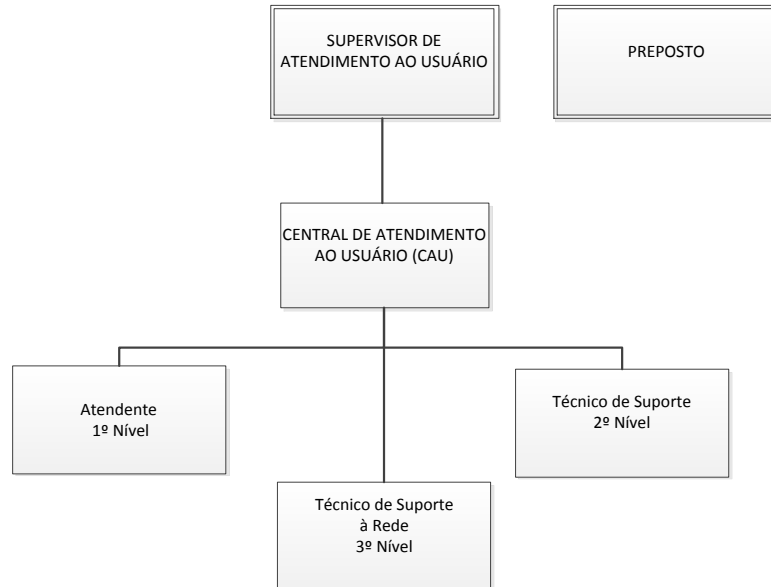 SUPERVISOR DE
ATENDIMENTO AO USUÁRIO
PREPOSTO
CENTRAL DE ATENDIMENTO
AO USUÁRIO (CAU)
Atendente
1º Nível
Técnico de Suporte
2º Nível
Técnico de Suporte
à Rede
3º Nível